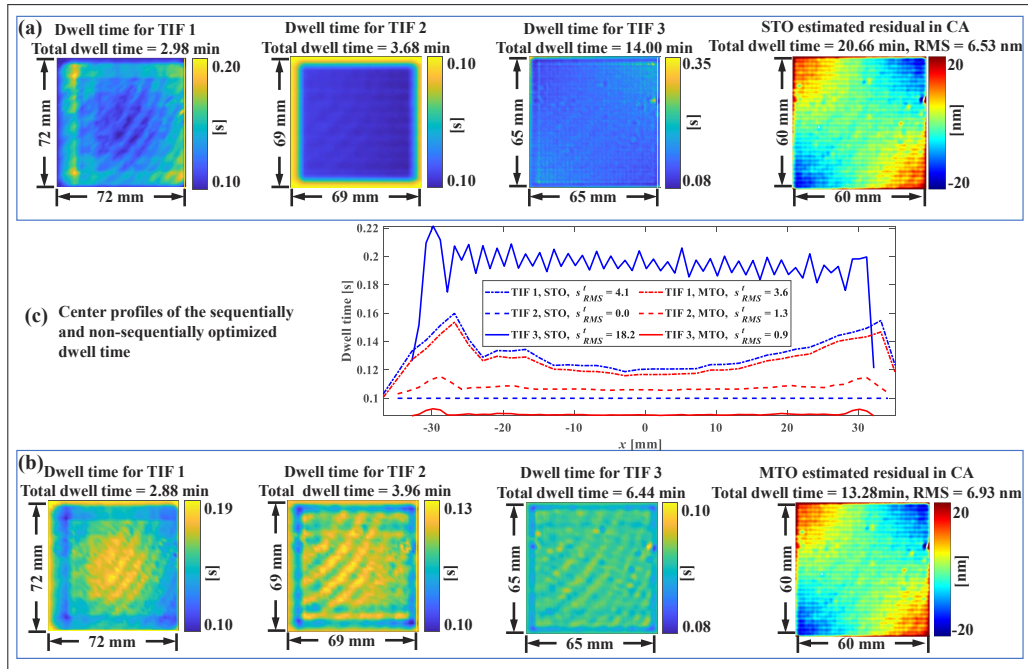 (a)
Dwell time for TIF 1
Total dwell time = 2.98 min
72 mm
72 mm
0.20
[s]
0.10
Dwell time for TIF 2
Total dwell time = 3.68 min
69 mm
69 mm
0.10
[s]
0.10
Dwell time for TIF 3
Total dwell time = 14.00 min
65 mm
65 mm
0.35
[s]
0.08
STO estimated residual in CA
Total dwell time = 20.66 min, RMS = 6.53 nm
60 mm
60 mm
20
[nm]
-20
(c) Center profiles of the sequentially
and non-sequentially optimized
dwell time
Dwell time [s]
0.22
0.2
0.18
0.16
0.14
0.12
0.1
TIF 1, STO, s^t_RMS = 4.1
TIF 2, STO, s^t_RMS = 0.0
TIF 3, STO, s^t_RMS = 18.2
TIF 1, MTO, s^t_RMS = 3.6
TIF 2, MTO, s^t_RMS = 1.3
TIF 3, MTO, s^t_RMS = 0.9
-30 -20 -10 0 10 20 30
x [mm]
(b)
Dwell time for TIF 1
Total dwell time = 2.88 min
72 mm
72 mm
0.19
[s]
0.10
Dwell time for TIF 2
Total dwell time = 3.96 min
69 mm
69 mm
0.13
[s]
0.10
Dwell time for TIF 3
Total dwell time = 6.44 min
65 mm
65 mm
0.10
[s]
0.08
MTO estimated residual in CA
Total dwell time = 13.28min, RMS = 6.93 nm
60 mm
60 mm
20
[nm]
-20